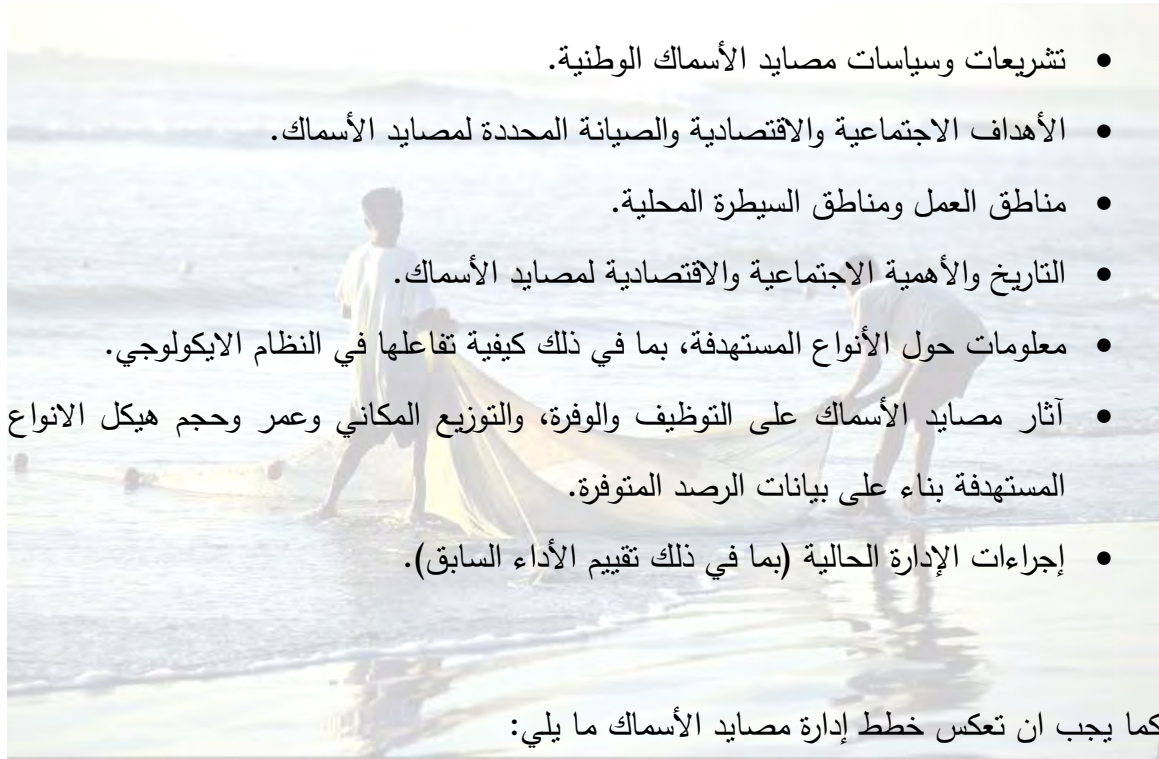 • تشريعات وسياسات مصايد الأسماك الوطنية.
• الأهداف الاجتماعية والاقتصادية والصيانة المحددة لمصايد الأسماك.
• مناطق العمل ومناطق السيطرة المحلية.
• التاريخ والأهمية الاجتماعية والاقتصادية لمصايد الأسماك.
• معلومات حول الأنواع المستهدفة، بما في ذلك كيفية تفاعلها في النظام الايكولوجي.
• آثار مصايد الأسماك على التوظيف والوفرة، والتوزيع المكاني وعمر وحجم هيكل الانواع
المستهدفة بناء على بيانات الرصد المتوفرة.
• إجراءات الإدارة الحالية (بما في ذلك تقييم الأداء السابق).
كما يجب ان تعكس خطط إدارة مصايد الأسماك ما يلي: